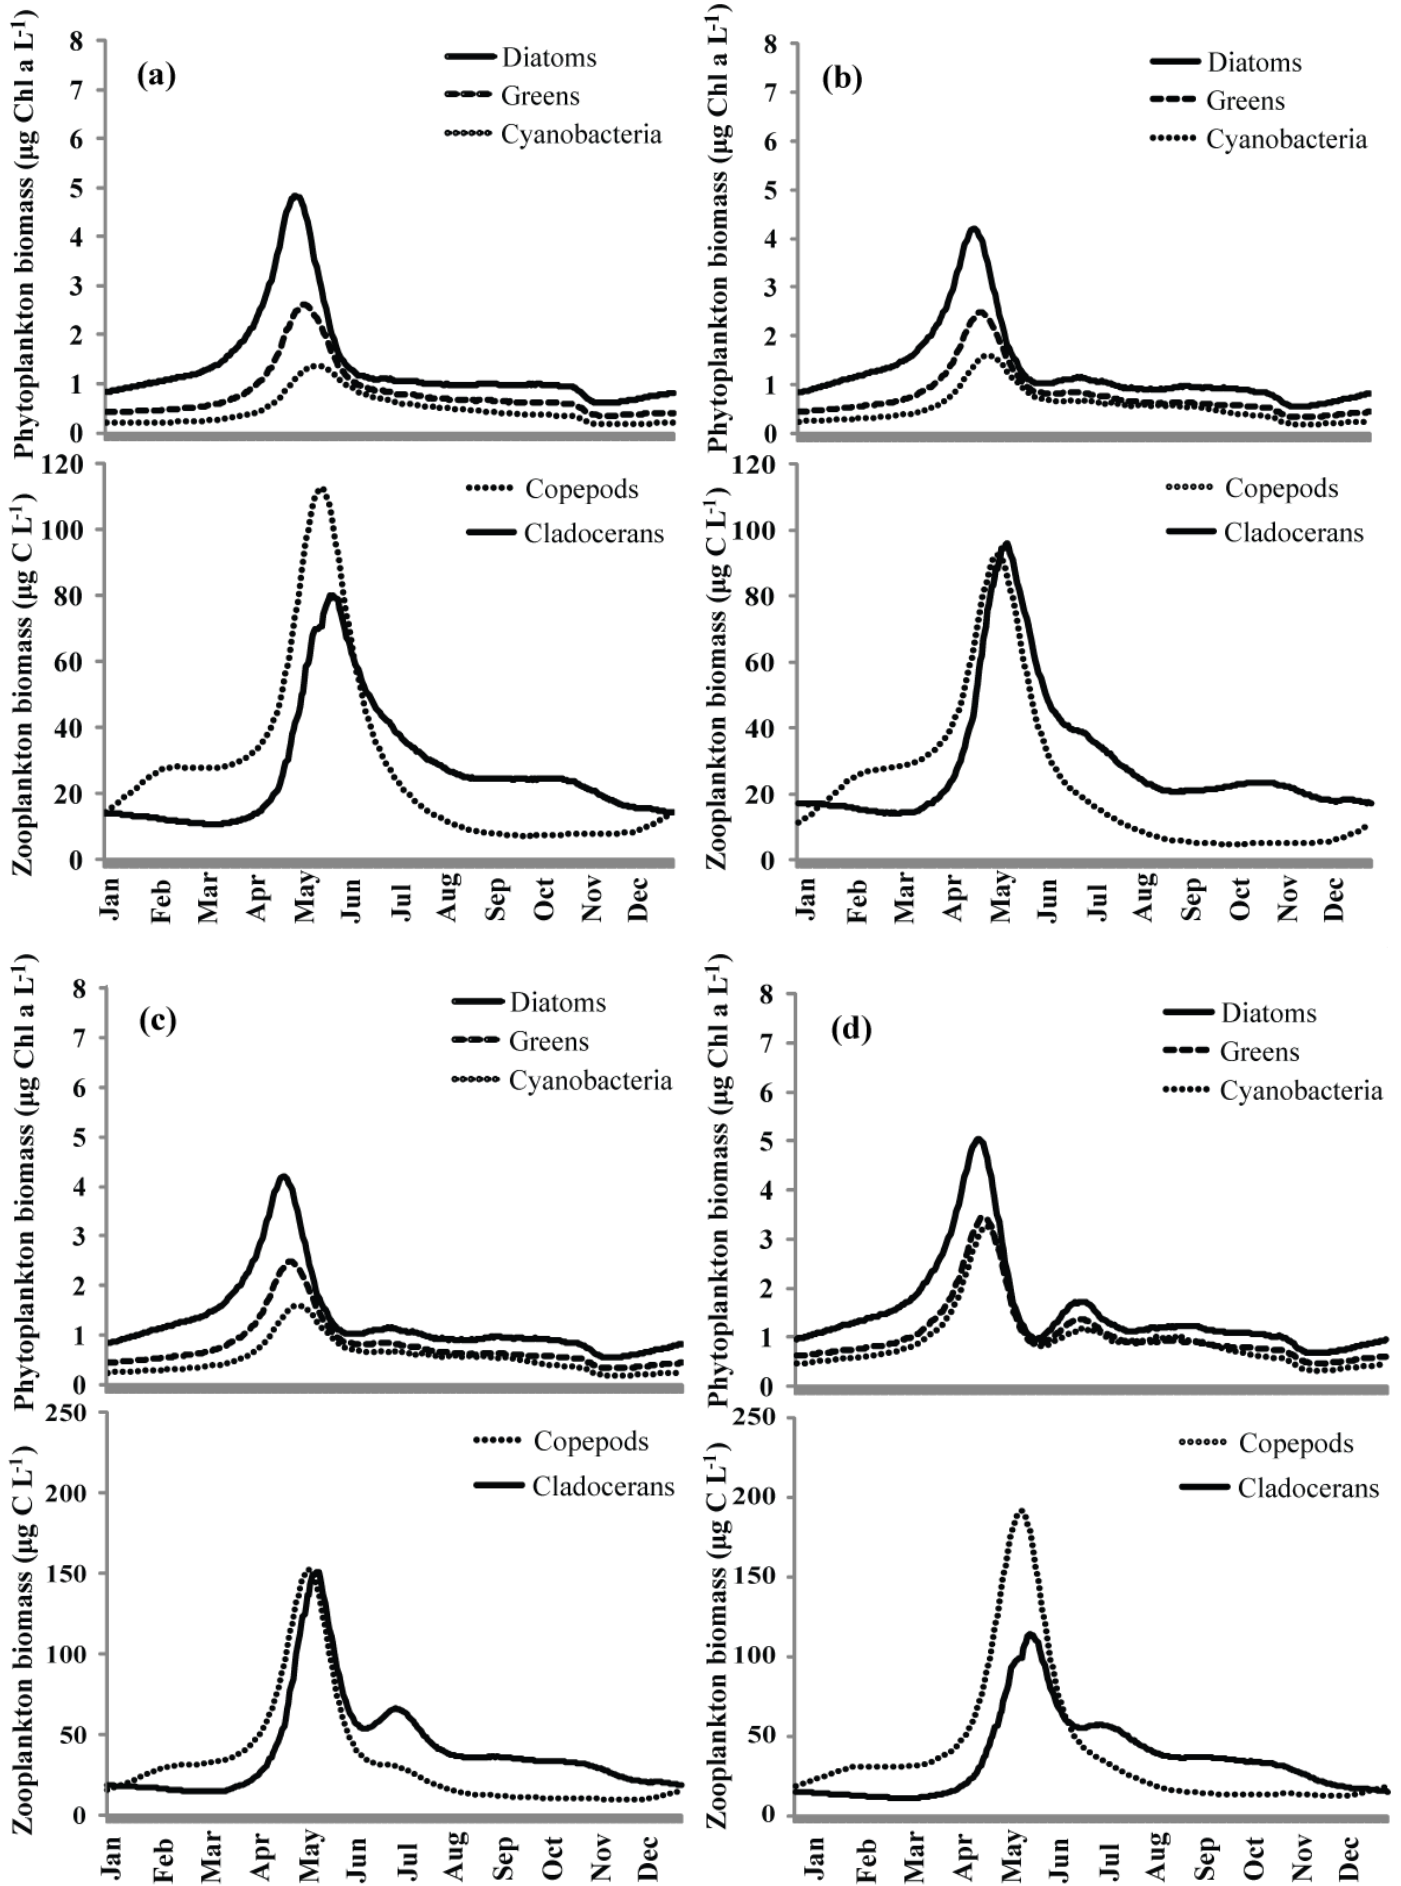 Phytoplankton biomass (µg Chl a L-1)
8
7
6
5
4
3
2
1
0
(a)
Diatoms
Greens
Cyanobacteria
Zooplankton biomass (µg C L-1)
120
100
80
60
40
20
0
Copepods
Cladocerans
Jan Feb Mar Apr May Jun Jul Aug Sep Oct Nov Dec
Phytoplankton biomass (µg Chl a L-1)
8
7
6
5
4
3
2
1
0
(b)
Diatoms
Greens
Cyanobacteria
Zooplankton biomass (µg C L-1)
120
100
80
60
40
20
0
Copepods
Cladocerans
Jan Feb Mar Apr May Jun Jul Aug Sep Oct Nov Dec
Phytoplankton biomass (µg Chl a L-1)
8
7
6
5
4
3
2
1
0
(c)
Diatoms
Greens
Cyanobacteria
Zooplankton biomass (µg C L-1)
250
200
150
100
50
0
Copepods
Cladocerans
Jan Feb Mar Apr May Jun Jul Aug Sep Oct Nov Dec
Phytoplankton biomass (µg Chl a L-1)
8
7
6
5
4
3
2
1
0
(d)
Diatoms
Greens
Cyanobacteria
Zooplankton biomass (µg C L-1)
250
200
150
100
50
0
Copepods
Cladocerans
Jan Feb Mar Apr May Jun Jul Aug Sep Oct Nov Dec